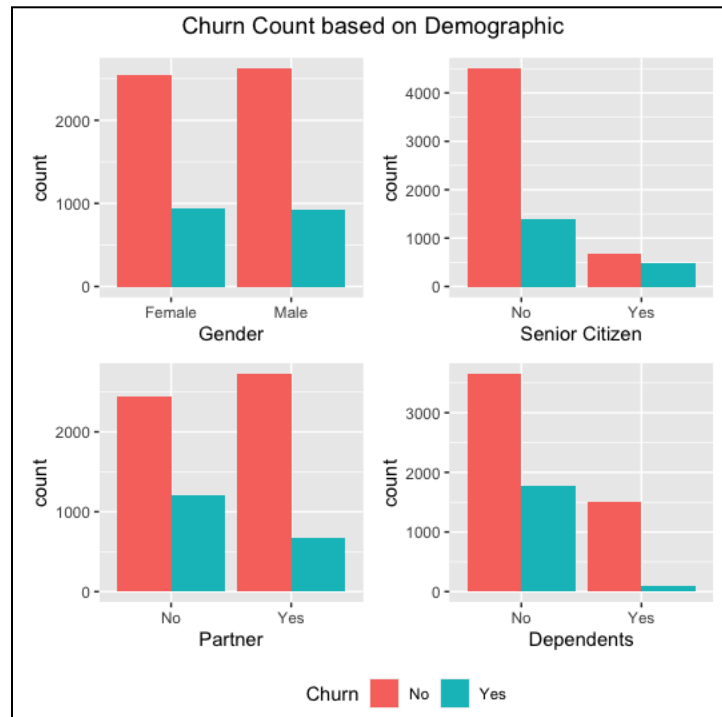 Churn Count based on Demographic
2000
1000
0
count
Female Male
Gender
4000
3000
2000
1000
0
count
No Yes
Senior Citizen
2000
1000
0
count
No Yes
Partner
3000
2000
1000
0
count
No Yes
Dependents
Churn No Yes